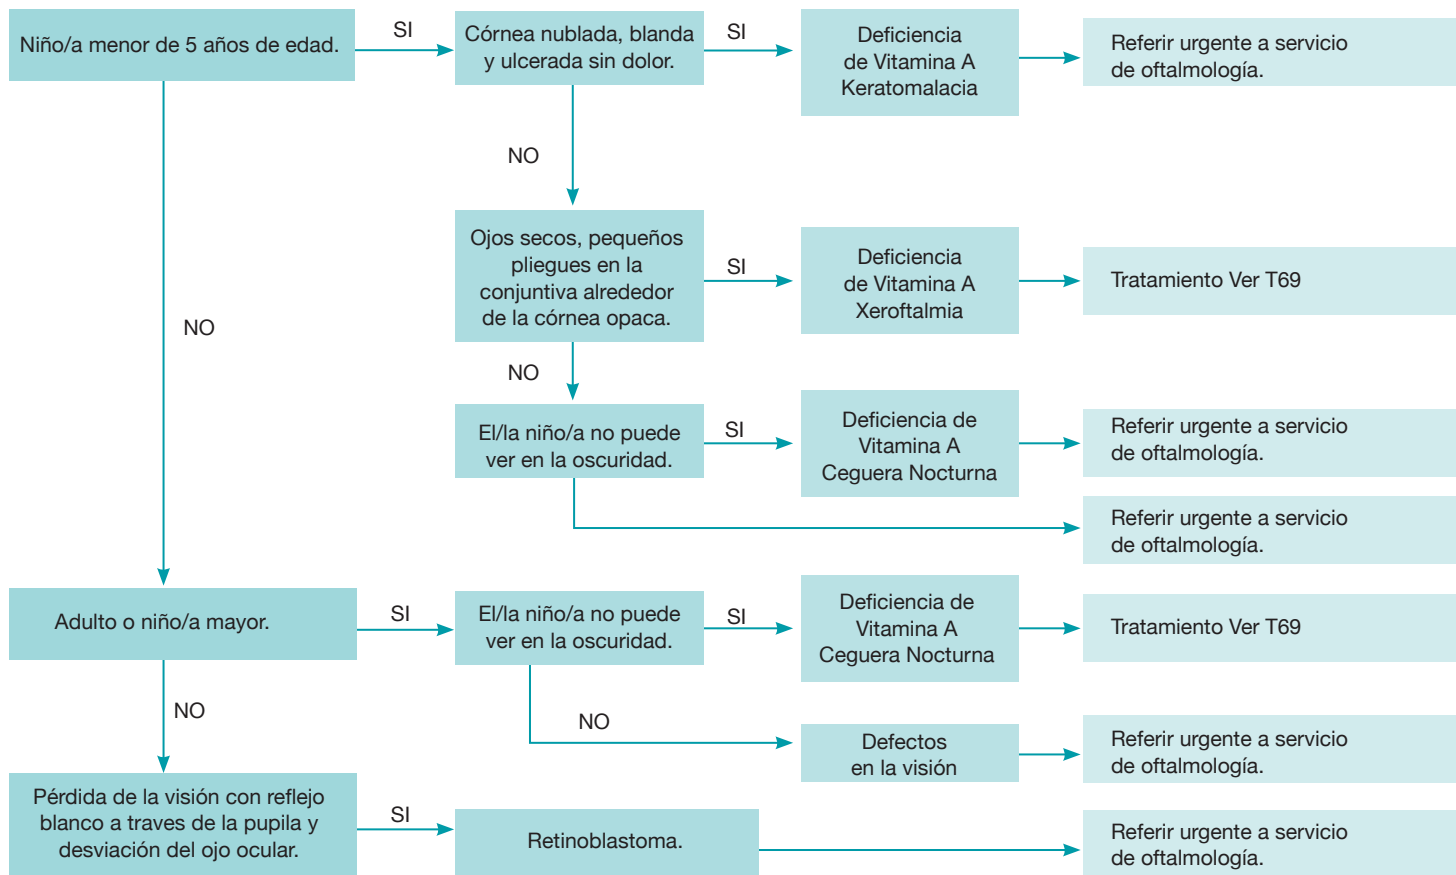 Niño/a menor de 5 años de edad.
SI
Córnea nublada, blanda
y ulcerada sin dolor.
SI
Deficiencia
de Vitamina A
Keratomalacia
Referir urgente a servicio
de oftalmología.
NO
NO
Ojos secos, pequeños
pliegues en la
conjuntiva alrededor
de la córnea opaca.
SI
Deficiencia
de Vitamina A
Xeroftalmia
Tratamiento Ver T69
NO
El/la niño/a no puede
ver en la oscuridad.
SI
Deficiencia de
Vitamina A
Ceguera Nocturna
Referir urgente a servicio
de oftalmología.
Referir urgente a servicio
de oftalmología.
Adulto o niño/a mayor.
SI
El/la niño/a no puede
ver en la oscuridad.
SI
Deficiencia de
Vitamina A
Ceguera Nocturna
Tratamiento Ver T69
NO
NO
Defectos
en la visión
Referir urgente a servicio
de oftalmología.
Pérdida de la visión con reflejo
blanco a traves de la pupila y
desviación del ojo ocular.
SI
Retinoblastoma.
Referir urgente a servicio
de oftalmología.